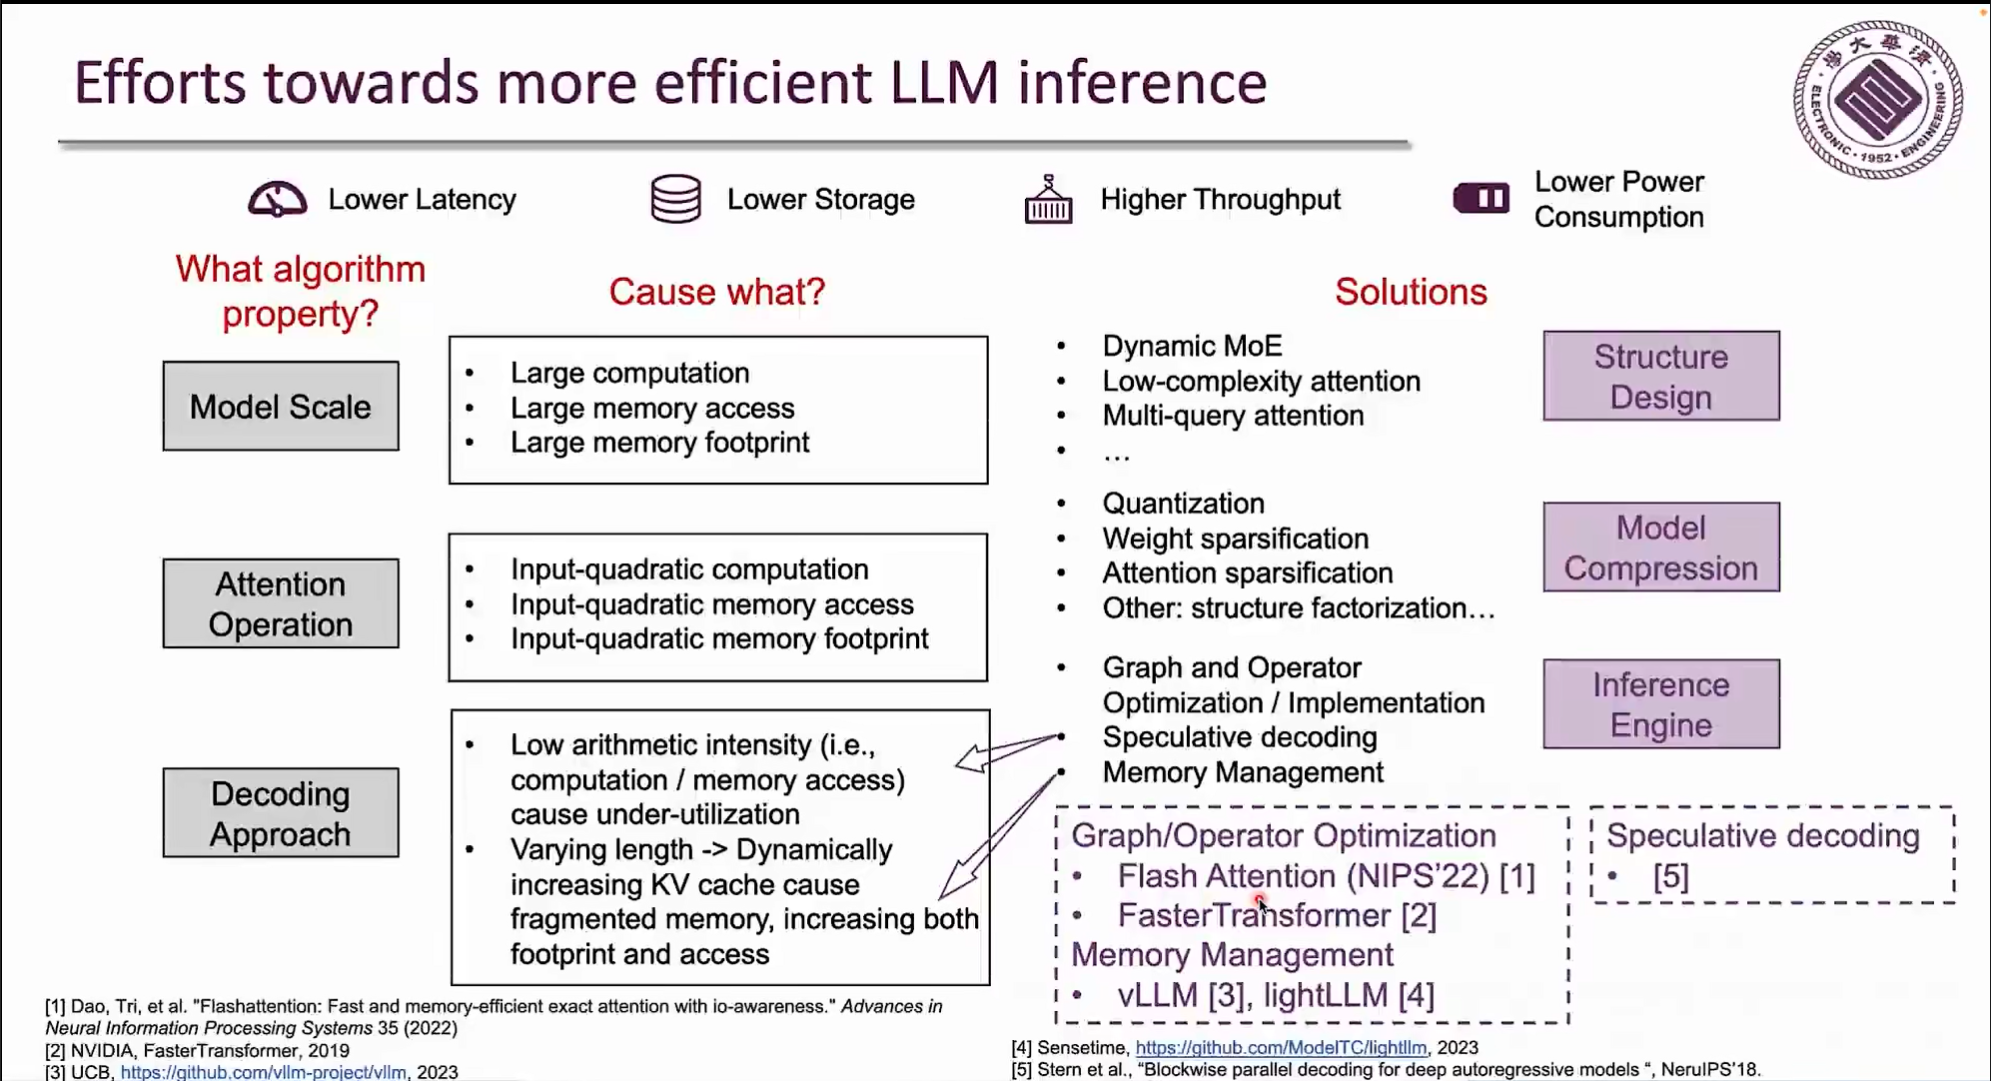 Efforts towards more efficient LLM inference
學大華清
ELECTRONIC · 1952 · ENGINEERING
Lower Latency
Lower Storage
Higher Throughput
Lower Power
Consumption
What algorithm
property?
Cause what?
Solutions
Model Scale
• Large computation
• Large memory access
• Large memory footprint
• Dynamic MoE
• Low-complexity attention
• Multi-query attention
• …
Structure
Design
Attention
Operation
• Input-quadratic computation
• Input-quadratic memory access
• Input-quadratic memory footprint
• Quantization
• Weight sparsification
• Attention sparsification
• Other: structure factorization…
Model
Compression
Decoding
Approach
• Low arithmetic intensity (i.e.,
computation / memory access)
cause under-utilization
• Varying length -> Dynamically
increasing KV cache cause
fragmented memory, increasing both
footprint and access
• Graph and Operator
Optimization / Implementation
• Speculative decoding
• Memory Management
Inference
Engine
Graph/Operator Optimization
• Flash Attention (NIPS’22) [1]
• FasterTransformer [2]
Memory Management
• vLLM [3], lightLLM [4]
Speculative decoding
• [5]
[1] Dao, Tri, et al. "Flashattention: Fast and memory-efficient exact attention with io-awareness." Advances in
Neural Information Processing Systems 35 (2022)
[2] NVIDIA, FasterTransformer, 2019
[3] UCB, https://github.com/vllm-project/vllm, 2023
[4] Sensetime, https://github.com/ModelTC/lightllm, 2023
[5] Stern et al., “Blockwise parallel decoding for deep autoregressive models “, NeruIPS’18.